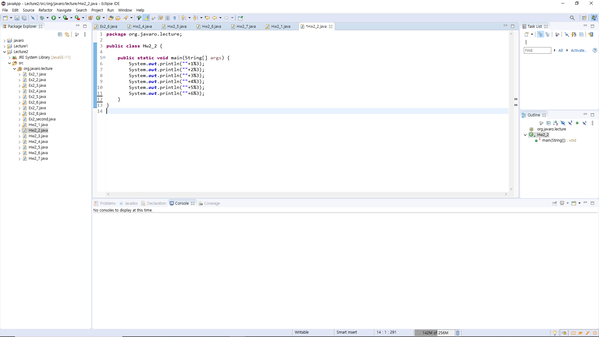 javaApp - Lecture2/src/org/javaro/lecture/Hw2_2.java - Eclipse IDE
File Edit Source Refactor Navigate Search Project Run Window Help
Package Explorer
javaro
Lecture1
Lecture2
JRE System Library
src
org.javaro.lecture
Ex2_1.java
Ex2_2.java
Ex2_3.java
Ex2_4.java
Ex2_5.java
Ex2_6.java
Ex2_7.java
Ex2_8.java
Ex2_second.java
Hw2_1.java
Hw2_2.java
Hw2_3.java
Hw2_4.java
Hw2_5.java
Hw2_6.java
Hw2_7.java
Ex2_8.java Hw2_4.java Hw2_5.java Hw2_6.java Hw2_7.java Hw2_1.java *Hw2_2.java
1 package org.javaro.lecture;
2
3 public class Hw2_2 {
4
5 public static void main(String[] args) {
6 System.out.println(""+1%3);
7 System.out.println(""+2%3);
8 System.out.println(""+3%3);
9 System.out.println(""+4%3);
10 System.out.println(""+5%3);
11 System.out.println(""+6%3);
12 }
13 }
14
Problems Javadoc Declaration Console Coverage
No consoles to display at this time.
Task List
Find All Activate...
Outline
org.javaro.lecture
Hw2_2
main(String[]) : void
Writable Smart Insert 14 : 1 : 291 142M of 256M